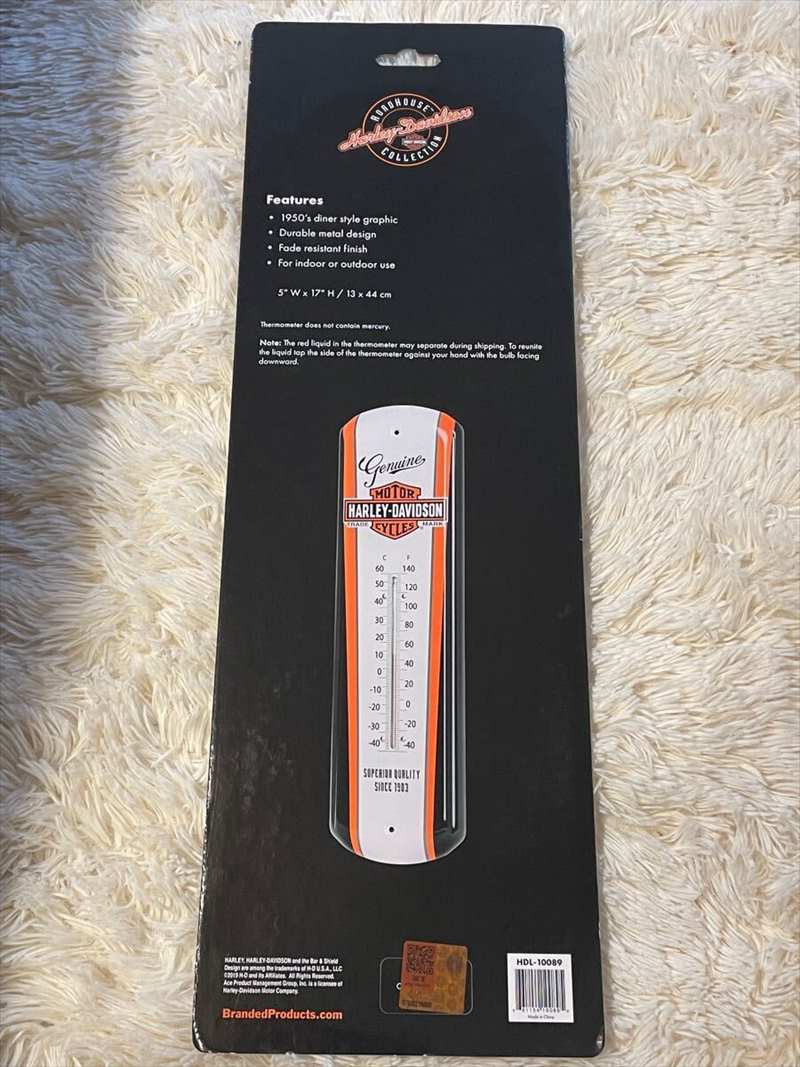 ROADHOUSE™
Harley-Davidson
COLLECTION
Features
• 1950's diner style graphic
• Durable metal design
• Fade resistant finish
• For indoor or outdoor use
5" W x 17" H / 13 x 44 cm
Thermometer does not contain mercury.
Note: The red liquid in the thermometer may separate during shipping. To reunite
the liquid tap the side of the thermometer against your hand with the bulb facing
downward.
Genuine
MOTOR
HARLEY-DAVIDSON
TRADE CYCLES MARK
C F
60 140
50 120
40 100
30 80
20 60
10 40
0 20
-10 0
-20
-30 -20
-40 -40
SUPERIOR QUALITY
SINCE 1903
HARLEY, HARLEY-DAVIDSON and the Bar & Shield
Design are among the trademarks of H-D U.S.A., LLC
©2019 H-D and its Affiliates. All Rights Reserved.
Ace Product Management Group, Inc. is a licensee of
Harley-Davidson Motor Company.
BrandedProducts.com
HDL-10089
Made in China